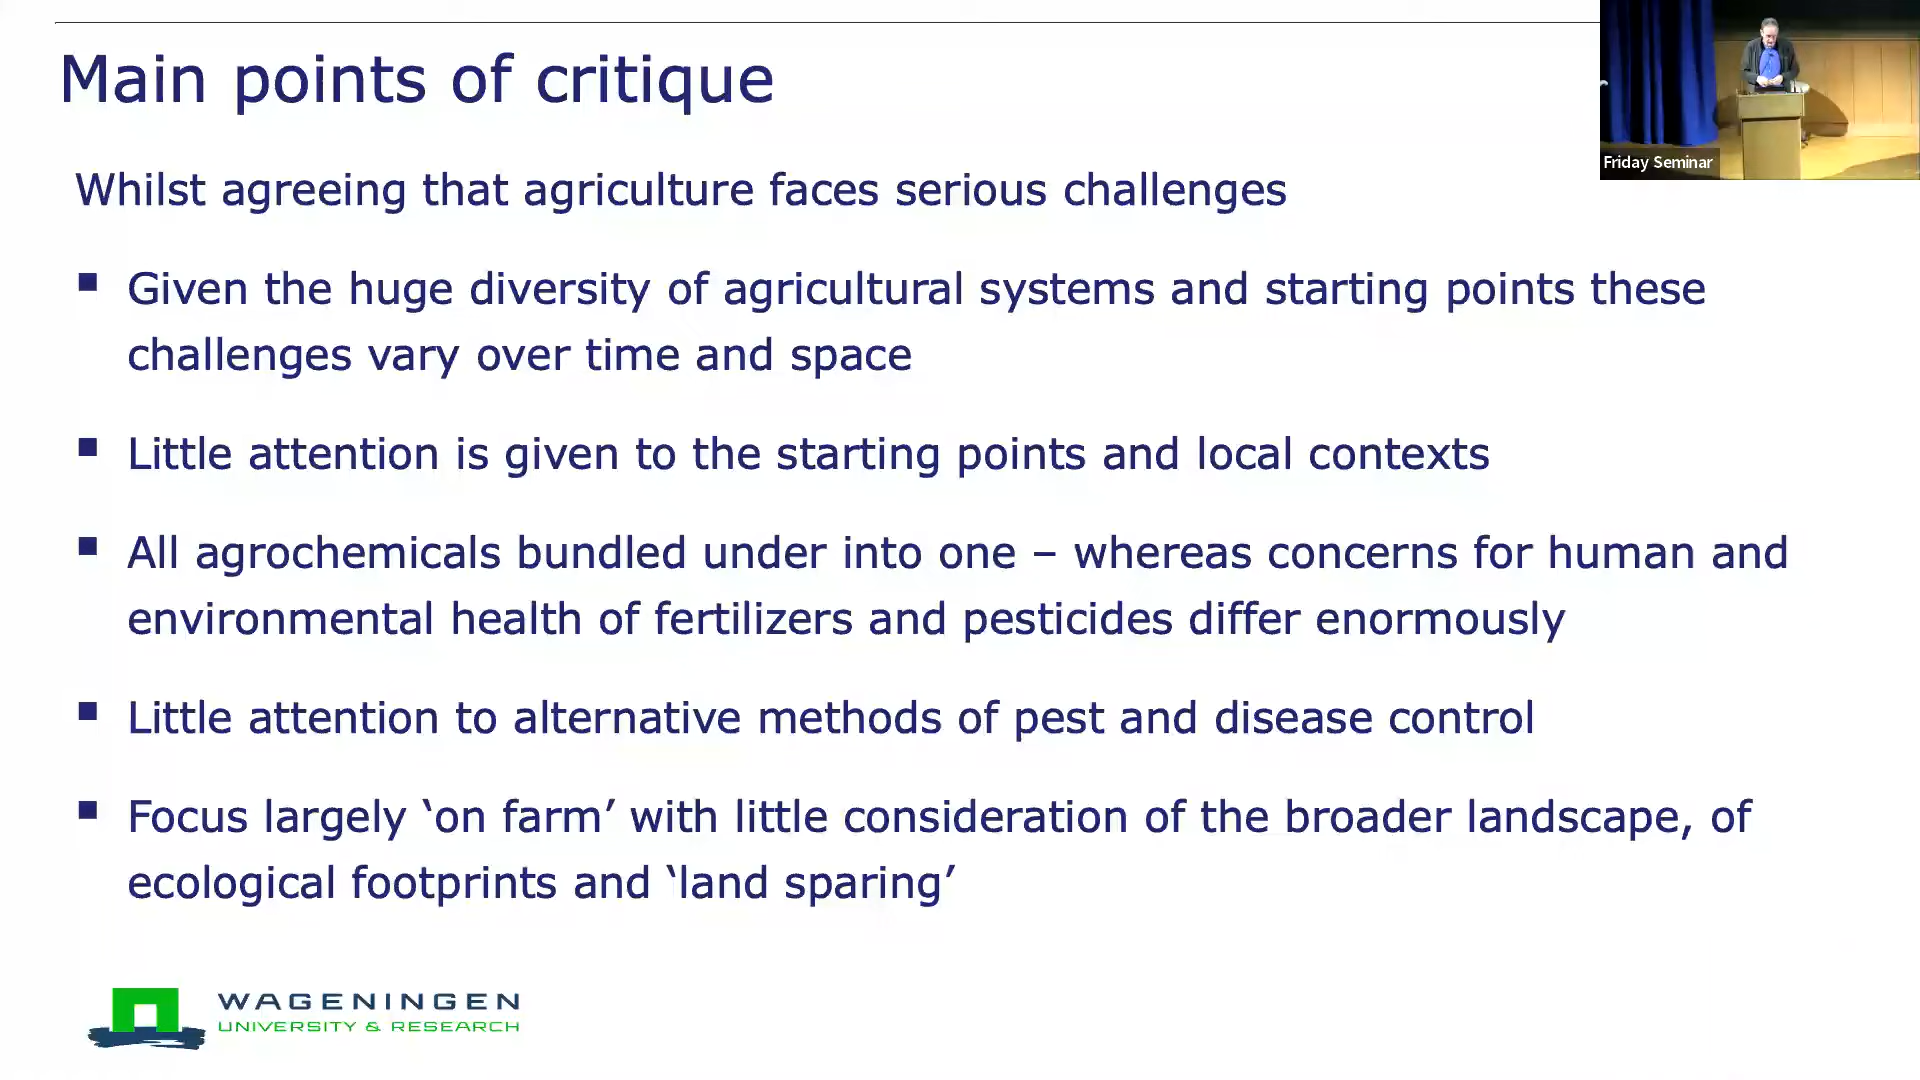 Main points of critique
Friday Seminar
Whilst agreeing that agriculture faces serious challenges
Given the huge diversity of agricultural systems and starting points these
challenges vary over time and space
Little attention is given to the starting points and local contexts
All agrochemicals bundled under into one – whereas concerns for human and
environmental health of fertilizers and pesticides differ enormously
Little attention to alternative methods of pest and disease control
Focus largely ‘on farm’ with little consideration of the broader landscape, of
ecological footprints and ‘land sparing’
WAGENINGEN
UNIVERSITY & RESEARCH